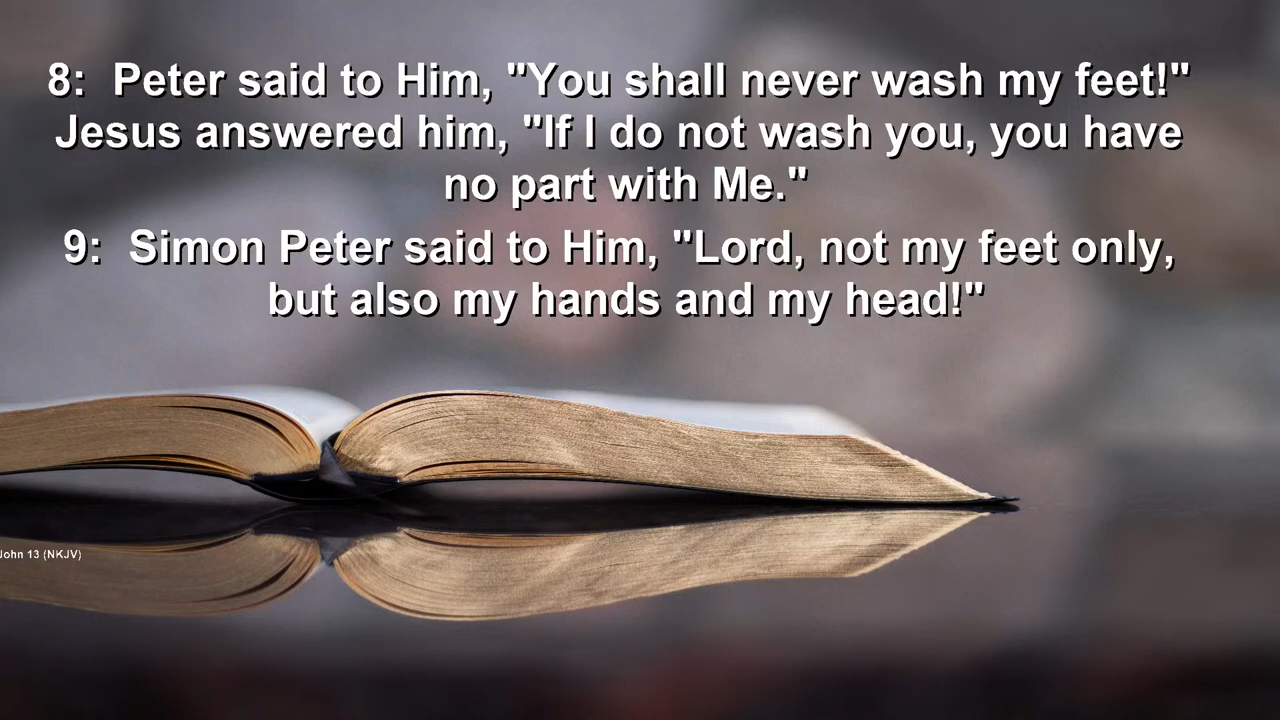 8:  Peter said to Him, "You shall never wash my feet!"
Jesus answered him, "If I do not wash you, you have
no part with Me."
9:  Simon Peter said to Him, "Lord, not my feet only,
but also my hands and my head!"
John 13 (NKJV)